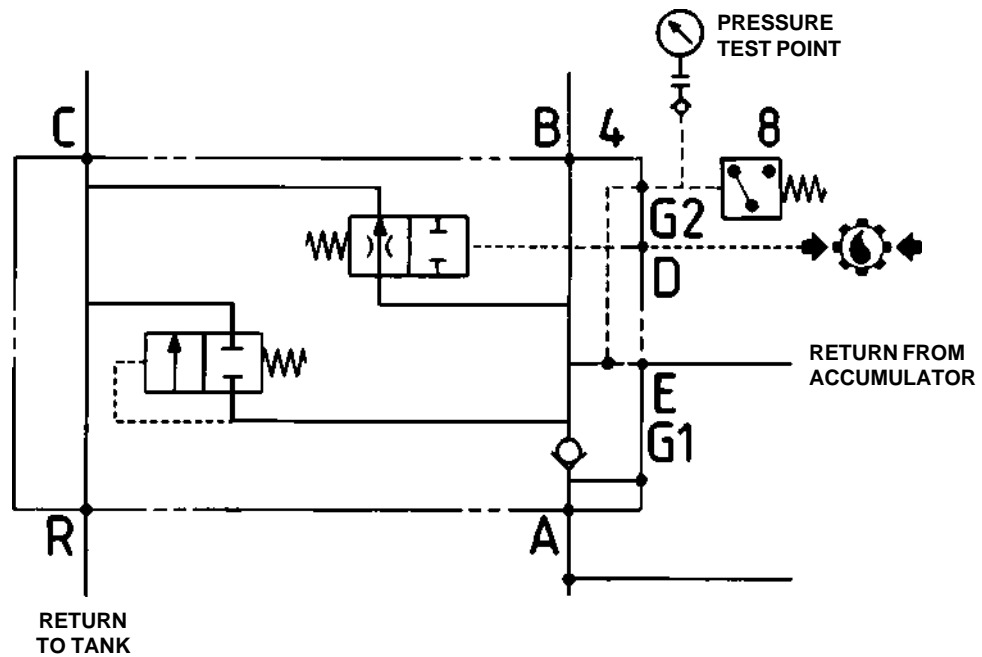 PRESSURE
TEST POINT
C
B
4
8
G2
D
RETURN FROM
ACCUMULATOR
E
G1
R
A
RETURN
TO TANK